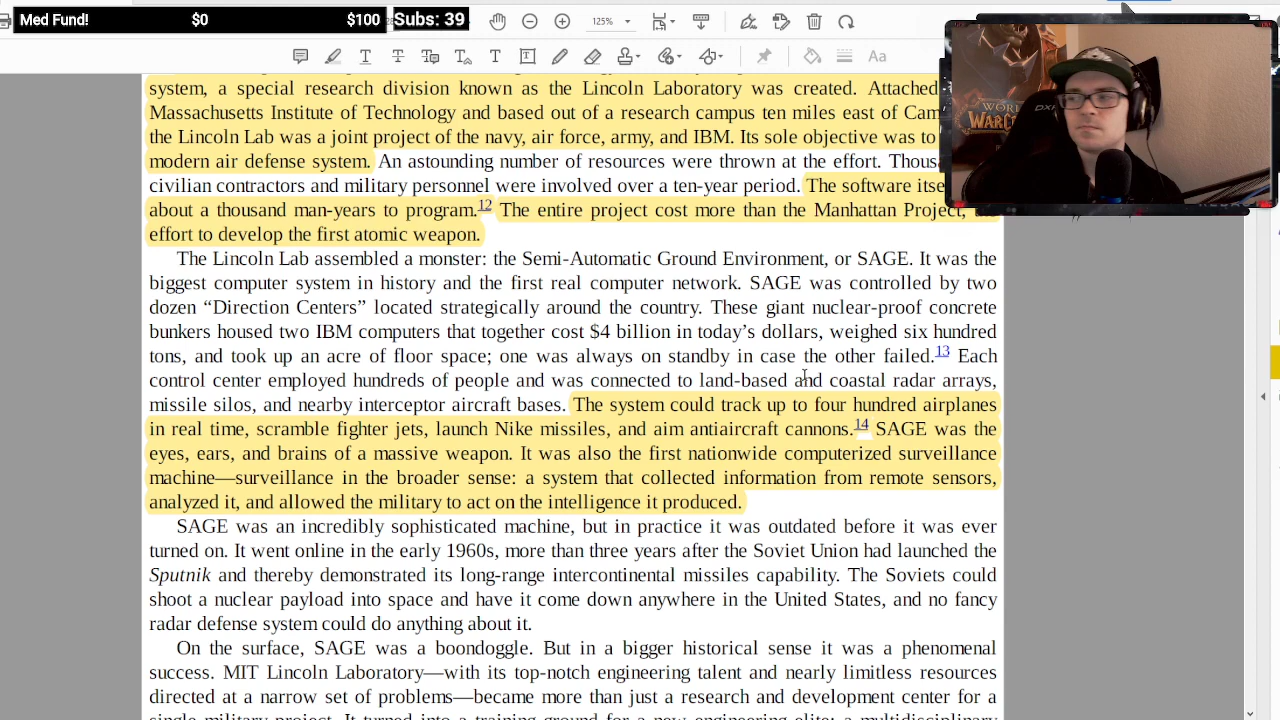 Med Fund! $0 $100 Subs: 39 125%
system, a special research division known as the Lincoln Laboratory was created. Attached
Massachusetts Institute of Technology and based out of a research campus ten miles east of Cam
the Lincoln Lab was a joint project of the navy, air force, army, and IBM. Its sole objective was to
modern air defense system. An astounding number of resources were thrown at the effort. Thousa
civilian contractors and military personnel were involved over a ten-year period. The software itse
about a thousand man-years to program.12 The entire project cost more than the Manhattan Project,
effort to develop the first atomic weapon.
The Lincoln Lab assembled a monster: the Semi-Automatic Ground Environment, or SAGE. It was the
biggest computer system in history and the first real computer network. SAGE was controlled by two
dozen “Direction Centers” located strategically around the country. These giant nuclear-proof concrete
bunkers housed two IBM computers that together cost $4 billion in today’s dollars, weighed six hundred
tons, and took up an acre of floor space; one was always on standby in case the other failed.13 Each
control center employed hundreds of people and was connected to land-based and coastal radar arrays,
missile silos, and nearby interceptor aircraft bases. The system could track up to four hundred airplanes
in real time, scramble fighter jets, launch Nike missiles, and aim antiaircraft cannons.14 SAGE was the
eyes, ears, and brains of a massive weapon. It was also the first nationwide computerized surveillance
machine—surveillance in the broader sense: a system that collected information from remote sensors,
analyzed it, and allowed the military to act on the intelligence it produced.
SAGE was an incredibly sophisticated machine, but in practice it was outdated before it was ever
turned on. It went online in the early 1960s, more than three years after the Soviet Union had launched the
Sputnik and thereby demonstrated its long-range intercontinental missiles capability. The Soviets could
shoot a nuclear payload into space and have it come down anywhere in the United States, and no fancy
radar defense system could do anything about it.
On the surface, SAGE was a boondoggle. But in a bigger historical sense it was a phenomenal
success. MIT Lincoln Laboratory—with its top-notch engineering talent and nearly limitless resources
directed at a narrow set of problems—became more than just a research and development center for a
single military project. It turned into a training ground for a new engineering elite: a multidisciplinary